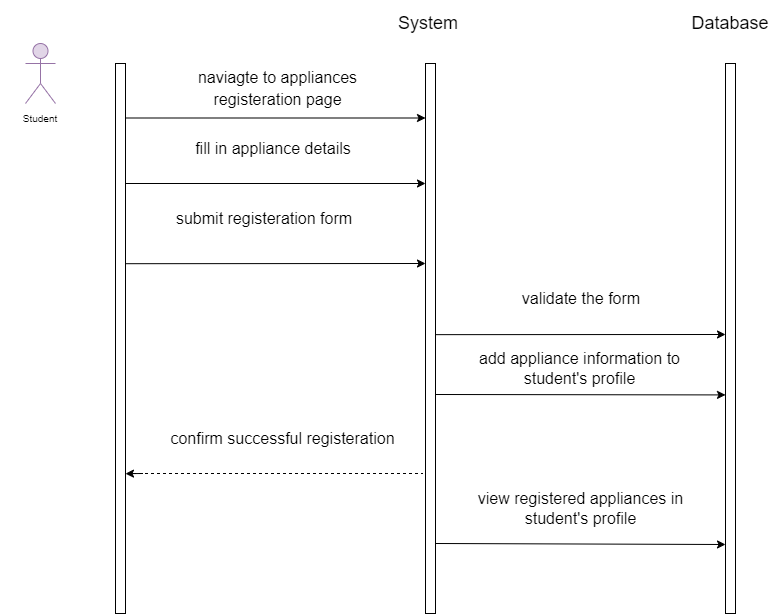 System
Database
Student
naviagte to appliances
registeration page
fill in appliance details
submit registeration form
validate the form
add appliance information to
student's profile
confirm successful registeration
view registered appliances in
student's profile